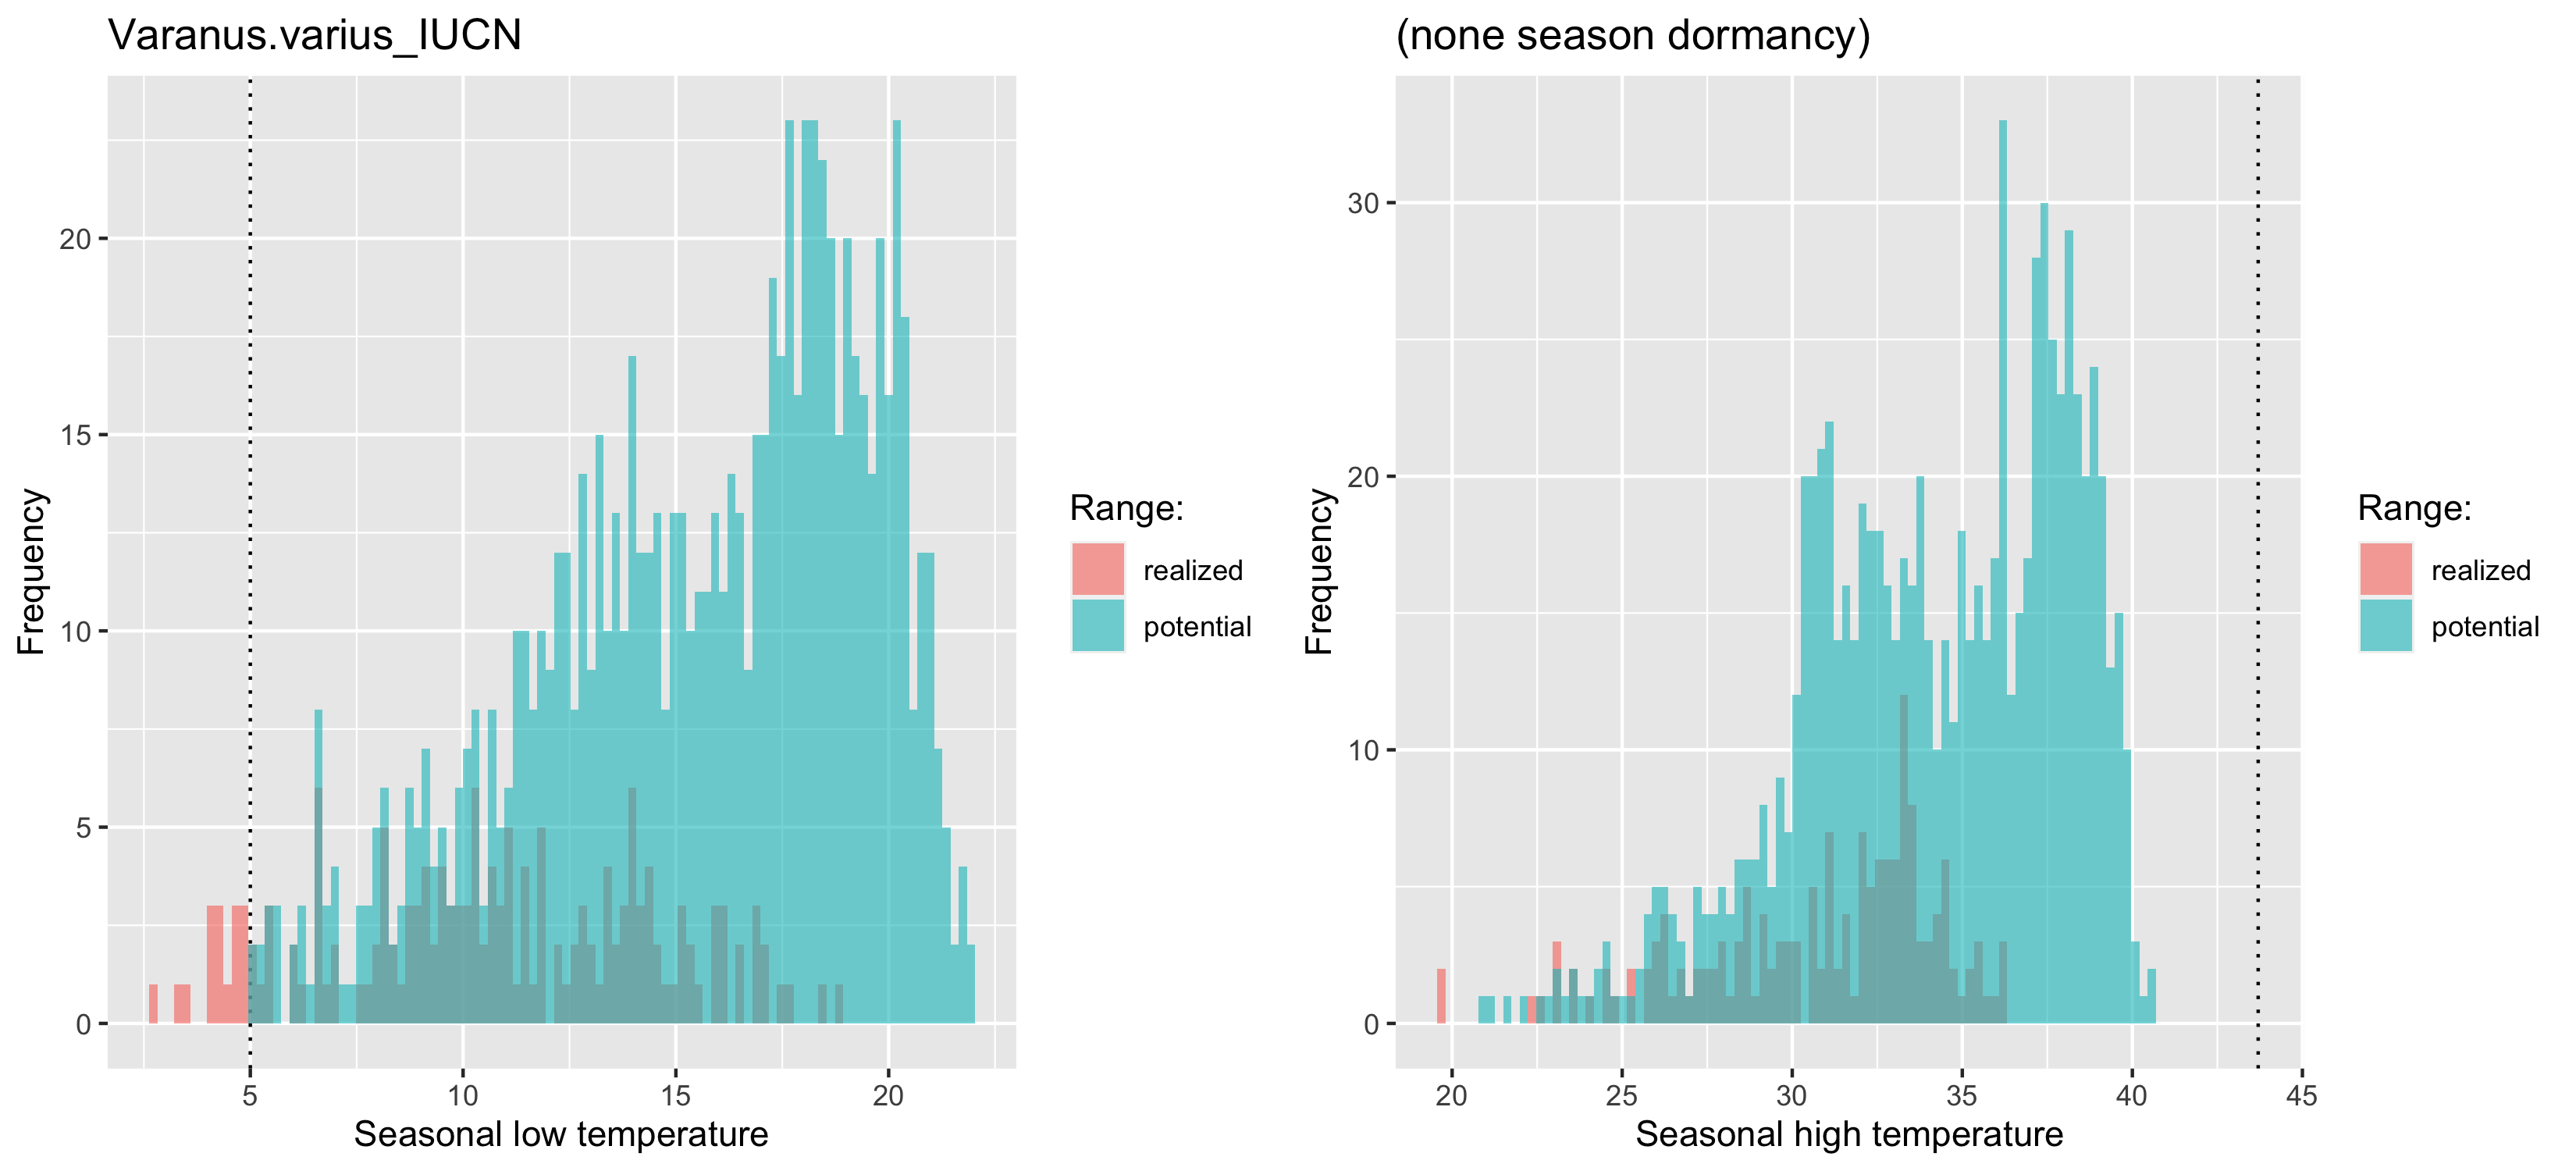 Varanus.varius_IUCN
Frequency
20
15
10
5
0
5
10
15
20
Seasonal low temperature
Range:
realized
potential
(none season dormancy)
Frequency
30
20
10
0
20
25
30
35
40
45
Seasonal high temperature
Range:
realized
potential